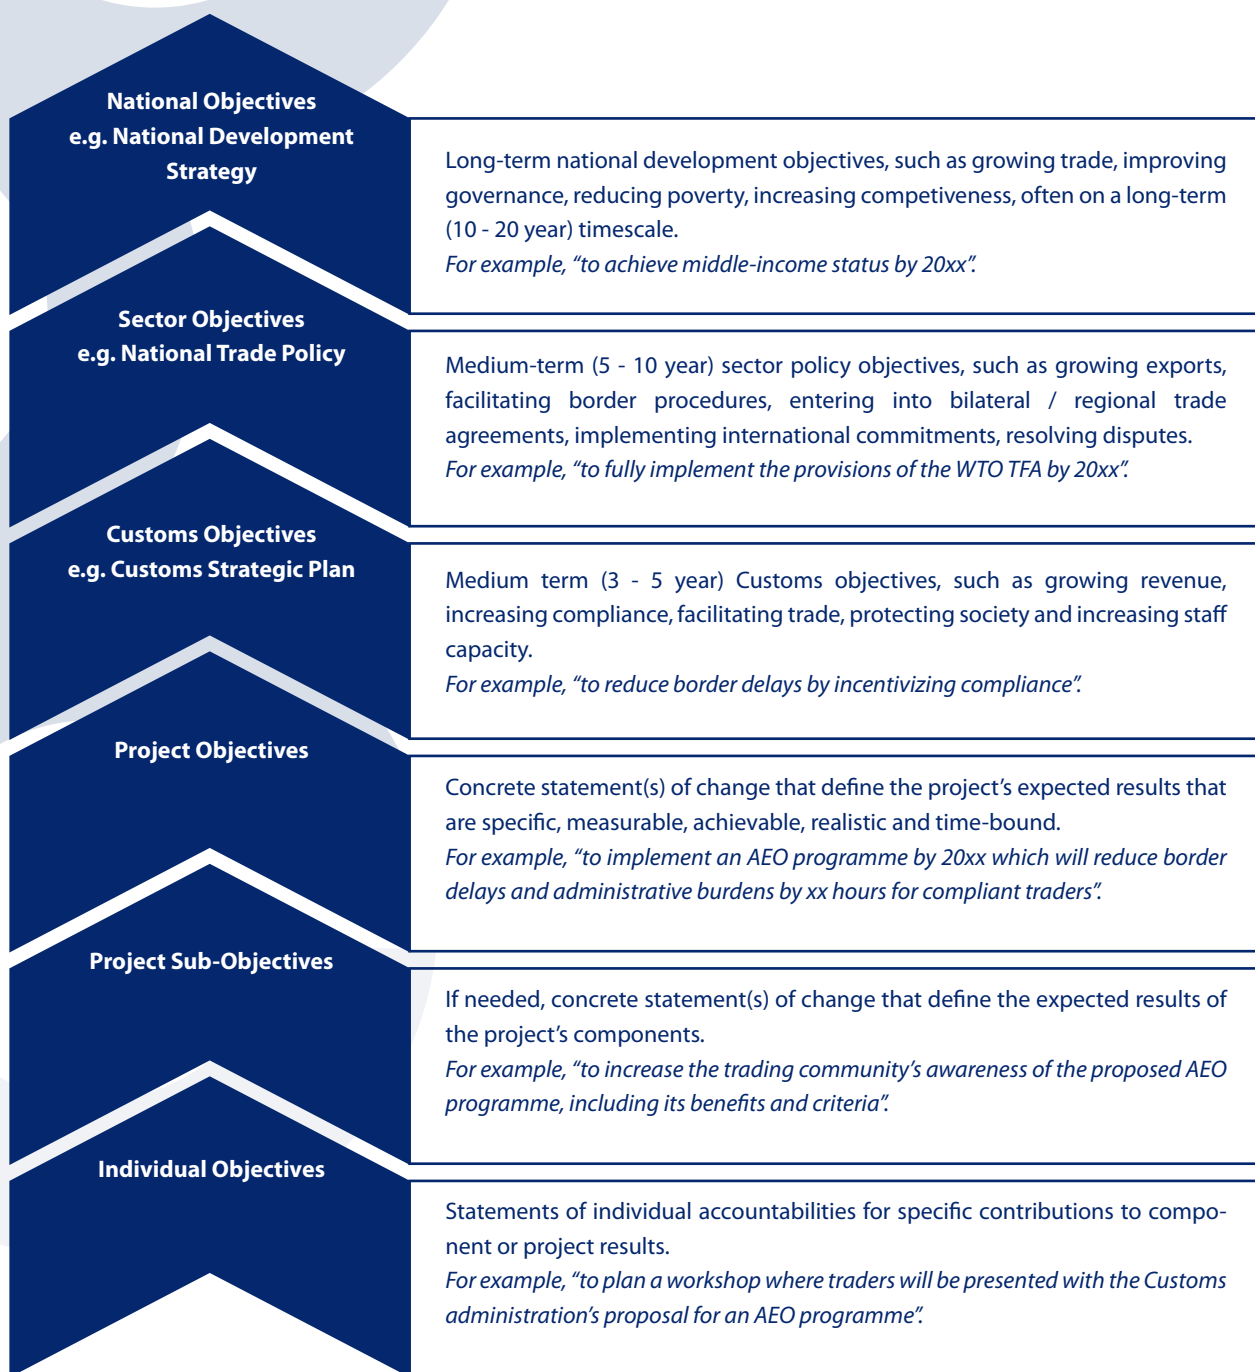 National Objectives
e.g. National Development
Strategy
Long-term national development objectives, such as growing trade, improving
governance, reducing poverty, increasing competiveness, often on a long-term
(10 - 20 year) timescale.
For example, “to achieve middle-income status by 20xx”.
Sector Objectives
e.g. National Trade Policy
Medium-term (5 - 10 year) sector policy objectives, such as growing exports,
facilitating border procedures, entering into bilateral / regional trade
agreements, implementing international commitments, resolving disputes.
For example, “to fully implement the provisions of the WTO TFA by 20xx”.
Customs Objectives
e.g. Customs Strategic Plan
Medium term (3 - 5 year) Customs objectives, such as growing revenue,
increasing compliance, facilitating trade, protecting society and increasing staff
capacity.
For example, “to reduce border delays by incentivizing compliance”.
Project Objectives
Concrete statement(s) of change that define the project’s expected results that
are specific, measurable, achievable, realistic and time-bound.
For example, “to implement an AEO programme by 20xx which will reduce border
delays and administrative burdens by xx hours for compliant traders”.
Project Sub-Objectives
If needed, concrete statement(s) of change that define the expected results of
the project’s components.
For example, “to increase the trading community’s awareness of the proposed AEO
programme, including its benefits and criteria”.
Individual Objectives
Statements of individual accountabilities for specific contributions to compo-
nent or project results.
For example, “to plan a workshop where traders will be presented with the Customs
administration’s proposal for an AEO programme”.